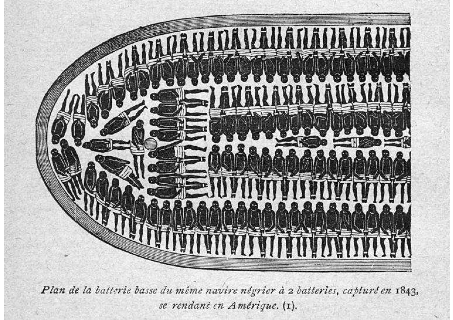 Plan de la batterie basse du même navire négrier à 2 batteries, capturé en 1843,
se rendant en Amérique. (1).